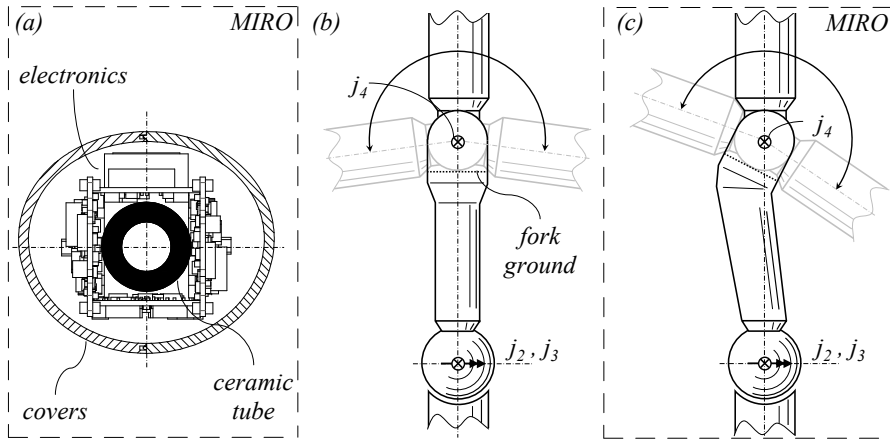 (a)
MIRO
electronics
covers
ceramic
tube
(b)
j4
fork
ground
j2 , j3
(c)
MIRO
j4
j2 , j3